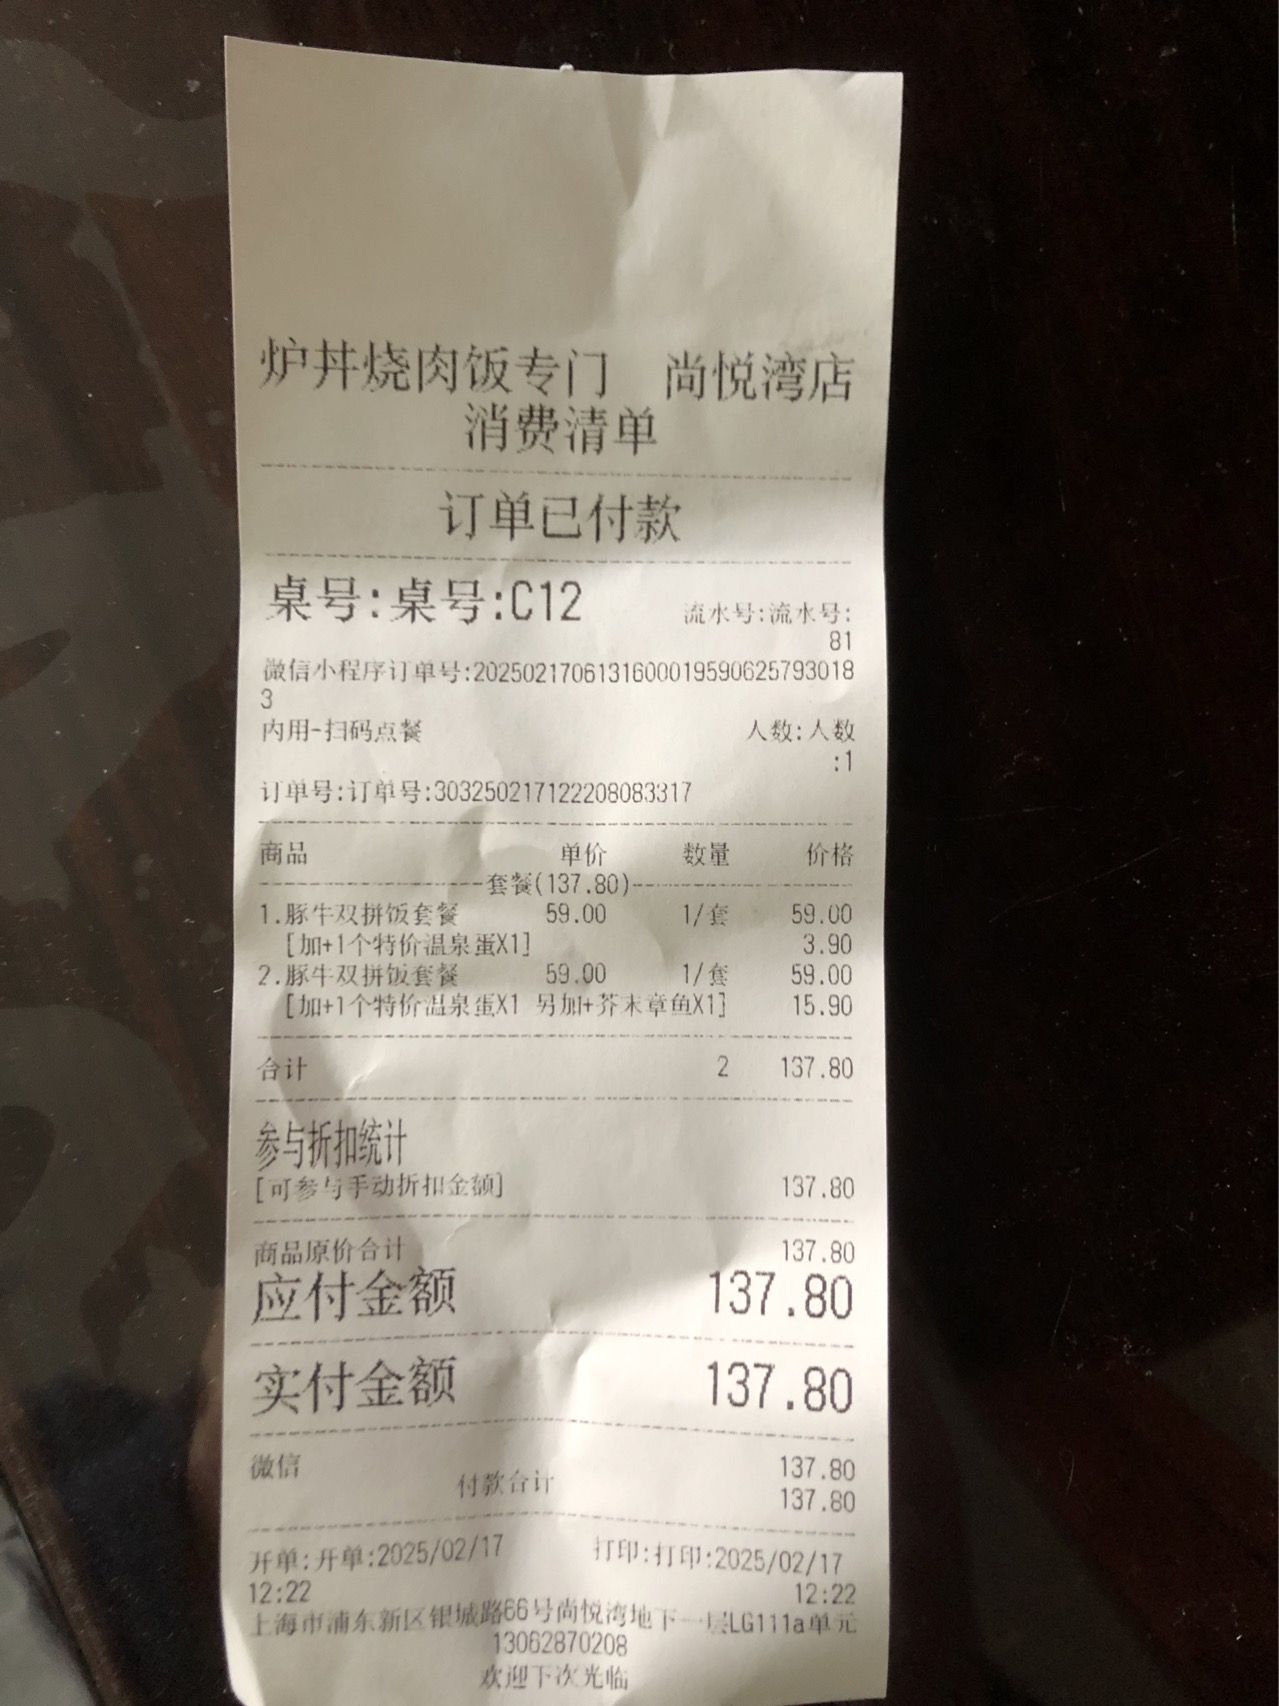 炉丼烧肉饭专门　尚悦湾店
消费清单
订单已付款
桌号:桌号:C12 流水号:流水号:
81
微信小程序订单号:2025021706131600019590625793018
3
内用-扫码点餐 人数:人数
:1
订单号:订单号:303250217122208083317
商品 单价 数量 价格
套餐(137.80)
1.豚牛双拼饭套餐 59.00 1/套 59.00
[加+1个特价温泉蛋X1] 3.90
2.豚牛双拼饭套餐 59.00 1/套 59.00
[加+1个特价温泉蛋X1 另加+芥末章鱼X1] 15.90
合计 2 137.80
参与折扣统计
[可参与手动折扣金额] 137.80
商品原价合计 137.80
应付金额 137.80
实付金额 137.80
微信 137.80
付款合计 137.80
开单:开单:2025/02/17 打印:打印:2025/02/17
12:22 12:22
上海市浦东新区银城路66号尚悦湾地下一层LG111a单元
13062870208
欢迎下次光临